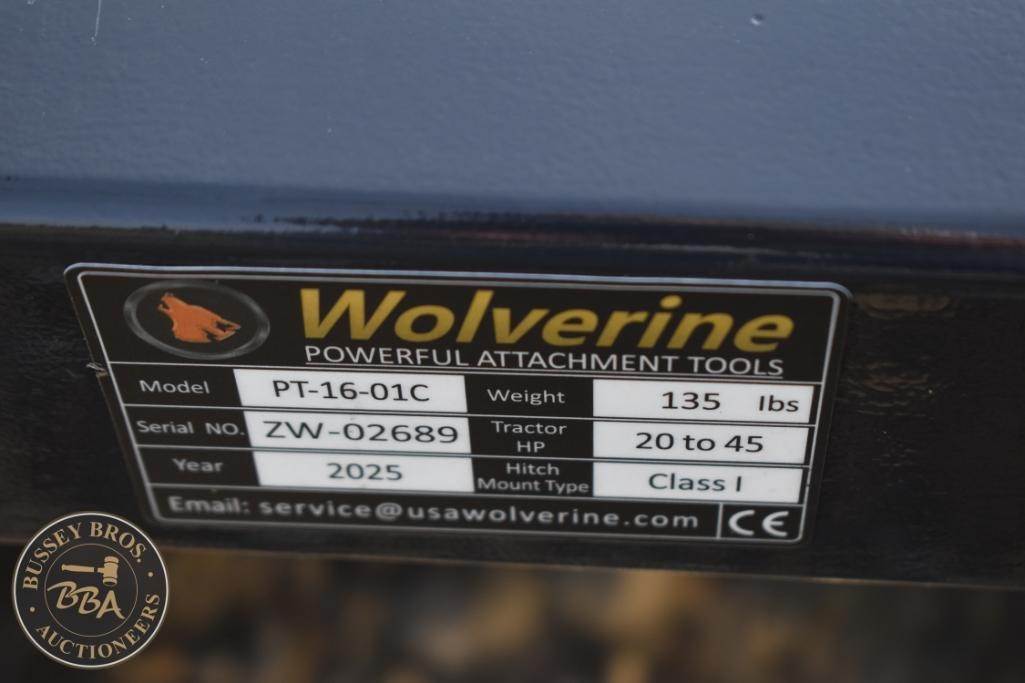 Wolverine
POWERFUL ATTACHMENT TOOLS
Model PT-16-01C Weight 135 lbs
Serial NO. ZW-02689 Tractor HP 20 to 45
Year 2025 Hitch Mount Type Class I
Email: service@usawolverine.com CE
BUSSEY BROS.
BBA
AUCTIONEERS